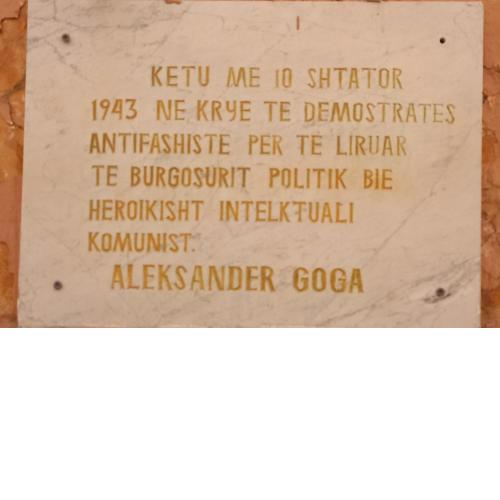 KETU ME 10 SHTATOR
1943 NE KRYE TE DEMOSTRATES
ANTIFASHISTE PER TE LIRUAR
TE BURGOSURIT POLITIK BIE
HEROIKISHT INTELKTUALI
KOMUNIST.
ALEKSANDER GOGA